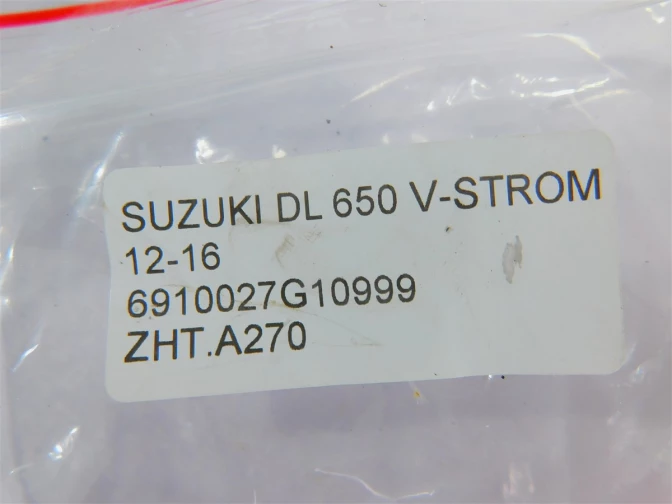 SUZUKI DL 650 V-STROM
12-16
6910027G10999
ZHT.A270